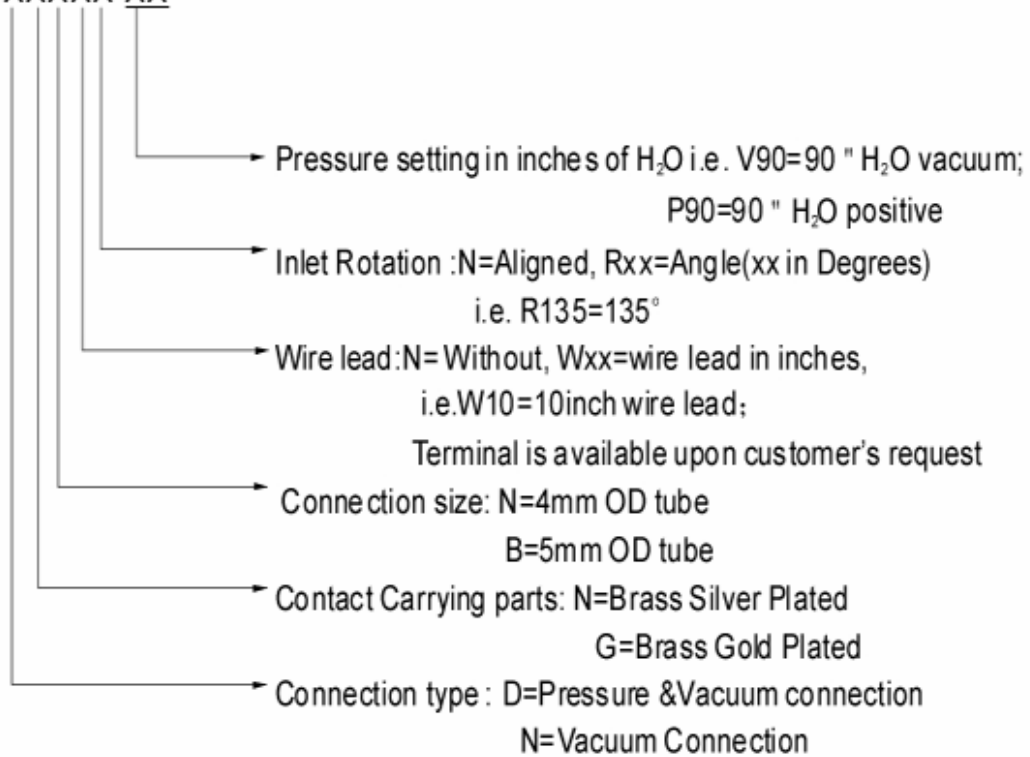 Pressure setting in inches of H₂O i.e. V90=90 " H₂O vacuum;
P90=90 " H₂O positive
Inlet Rotation :N=Aligned, Rxx=Angle(xx in Degrees)
i.e. R135=135°
Wire lead:N= Without, Wxx=wire lead in inches,
i.e.W10=10inch wire lead;
Terminal is available upon customer's request
Connection size: N=4mm OD tube
B=5mm OD tube
Contact Carrying parts: N=Brass Silver Plated
G=Brass Gold Plated
Connection type : D=Pressure &Vacuum connection
N=Vacuum Connection